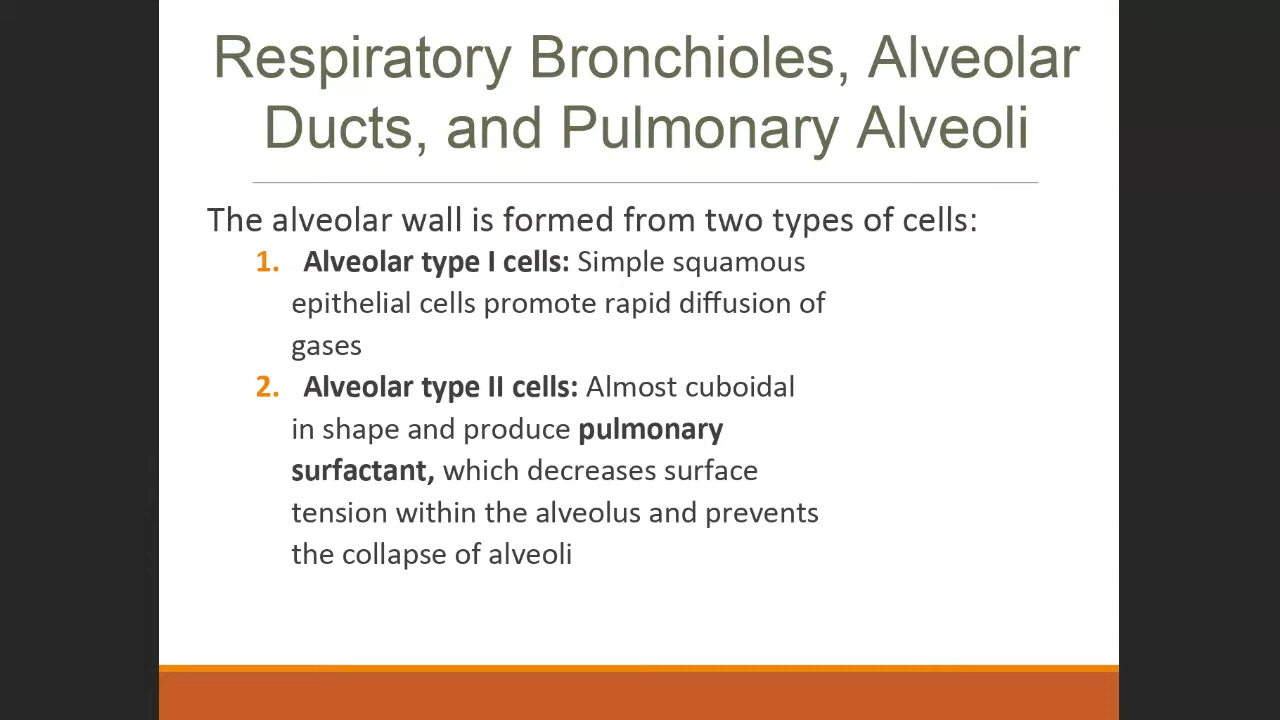 Respiratory Bronchioles, Alveolar
Ducts, and Pulmonary Alveoli
The alveolar wall is formed from two types of cells:
1. Alveolar type I cells: Simple squamous
epithelial cells promote rapid diffusion of
gases
2. Alveolar type II cells: Almost cuboidal
in shape and produce pulmonary
surfactant, which decreases surface
tension within the alveolus and prevents
the collapse of alveoli